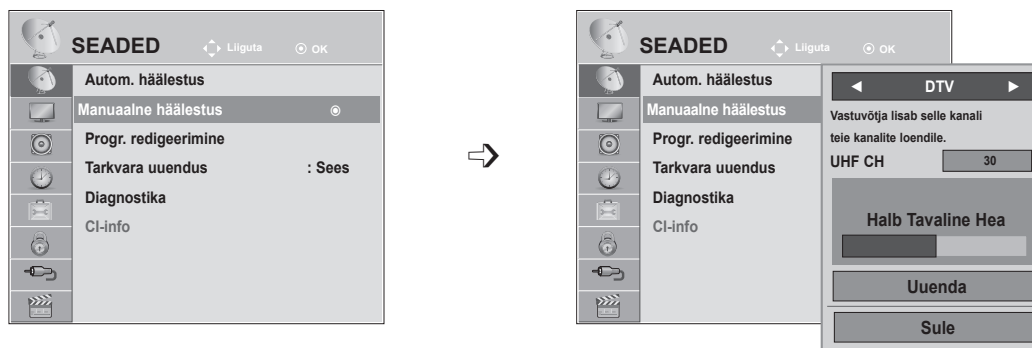 SEADED Liiguta OK
Autom. häälestus
Manuaalne häälestus
Progr. redigeerimine
Tarkvara uuendus : Sees
Diagnostika
CI-info
SEADED Liiguta OK
Autom. häälestus
Manuaalne häälestus
Progr. redigeerimine
Tarkvara uuendus
Diagnostika
CI-info
DTV
Vastuvõtja lisab selle kanali
teie kanalite loendile.
UHF CH 30
Halb Tavaline Hea
Uuenda
Sule